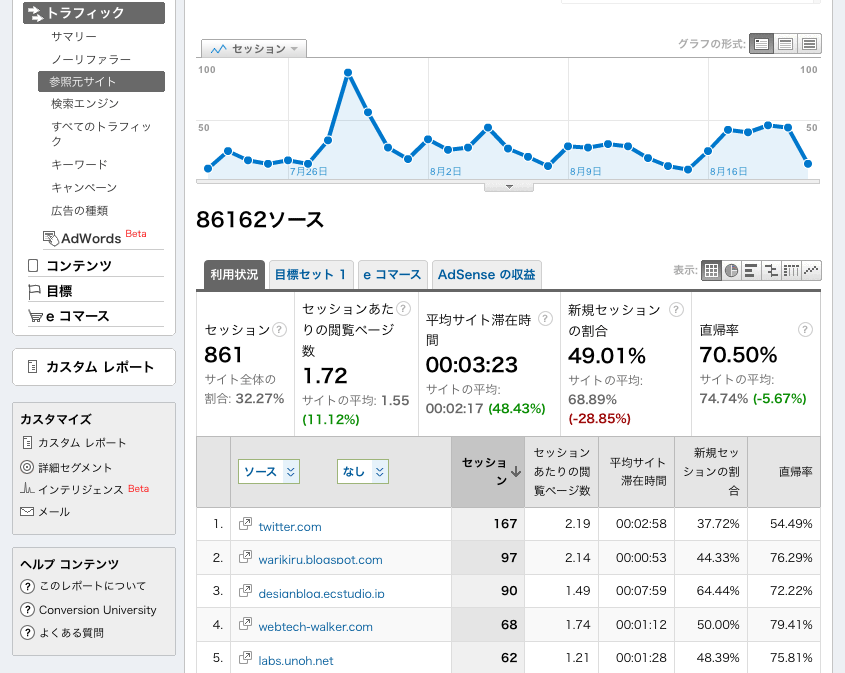 トラフィック
サマリー
ノーリファラー
参照元サイト
検索エンジン
すべてのトラフィッ
ク
キーワード
キャンペーン
広告の種類
AdWords Beta
コンテンツ
目標
e コマース
カスタム レポート
カスタマイズ
カスタム レポート
詳細セグメント
インテリジェンス Beta
メール
ヘルプ コンテンツ
このレポートについて
Conversion University
よくある質問
グラフの形式:
セッション
100 100
50 50
7月26日 8月2日 8月9日 8月16日
86162ソース
利用状況 目標セット 1 e コマース AdSense の収益 表示:
セッション
861
サイト全体の
割合: 32.27%
セッションあた
りの閲覧ページ
数
1.72
サイトの平均: 1.55
(11.12%)
平均サイト滞在時
間
00:03:23
サイトの平均:
00:02:17 (48.43%)
新規セッション
の割合
49.01%
サイトの平均:
68.89%
(-28.85%)
直帰率
70.50%
サイトの平均:
74.74% (-5.67%)
ソース なし
セッショ
ン
セッション
あたりの閲
覧ページ数
平均サイト
滞在時間
新規セッ
ションの割
合
直帰率
1. twitter.com 167 2.19 00:02:58 37.72% 54.49%
2. warikiru.blogspot.com 97 2.14 00:00:53 44.33% 76.29%
3. designblog.ecstudio.jp 90 1.49 00:07:59 64.44% 72.22%
4. webtech-walker.com 68 1.74 00:01:12 50.00% 79.41%
5. labs.unoh.net 62 1.21 00:01:28 48.39% 75.81%